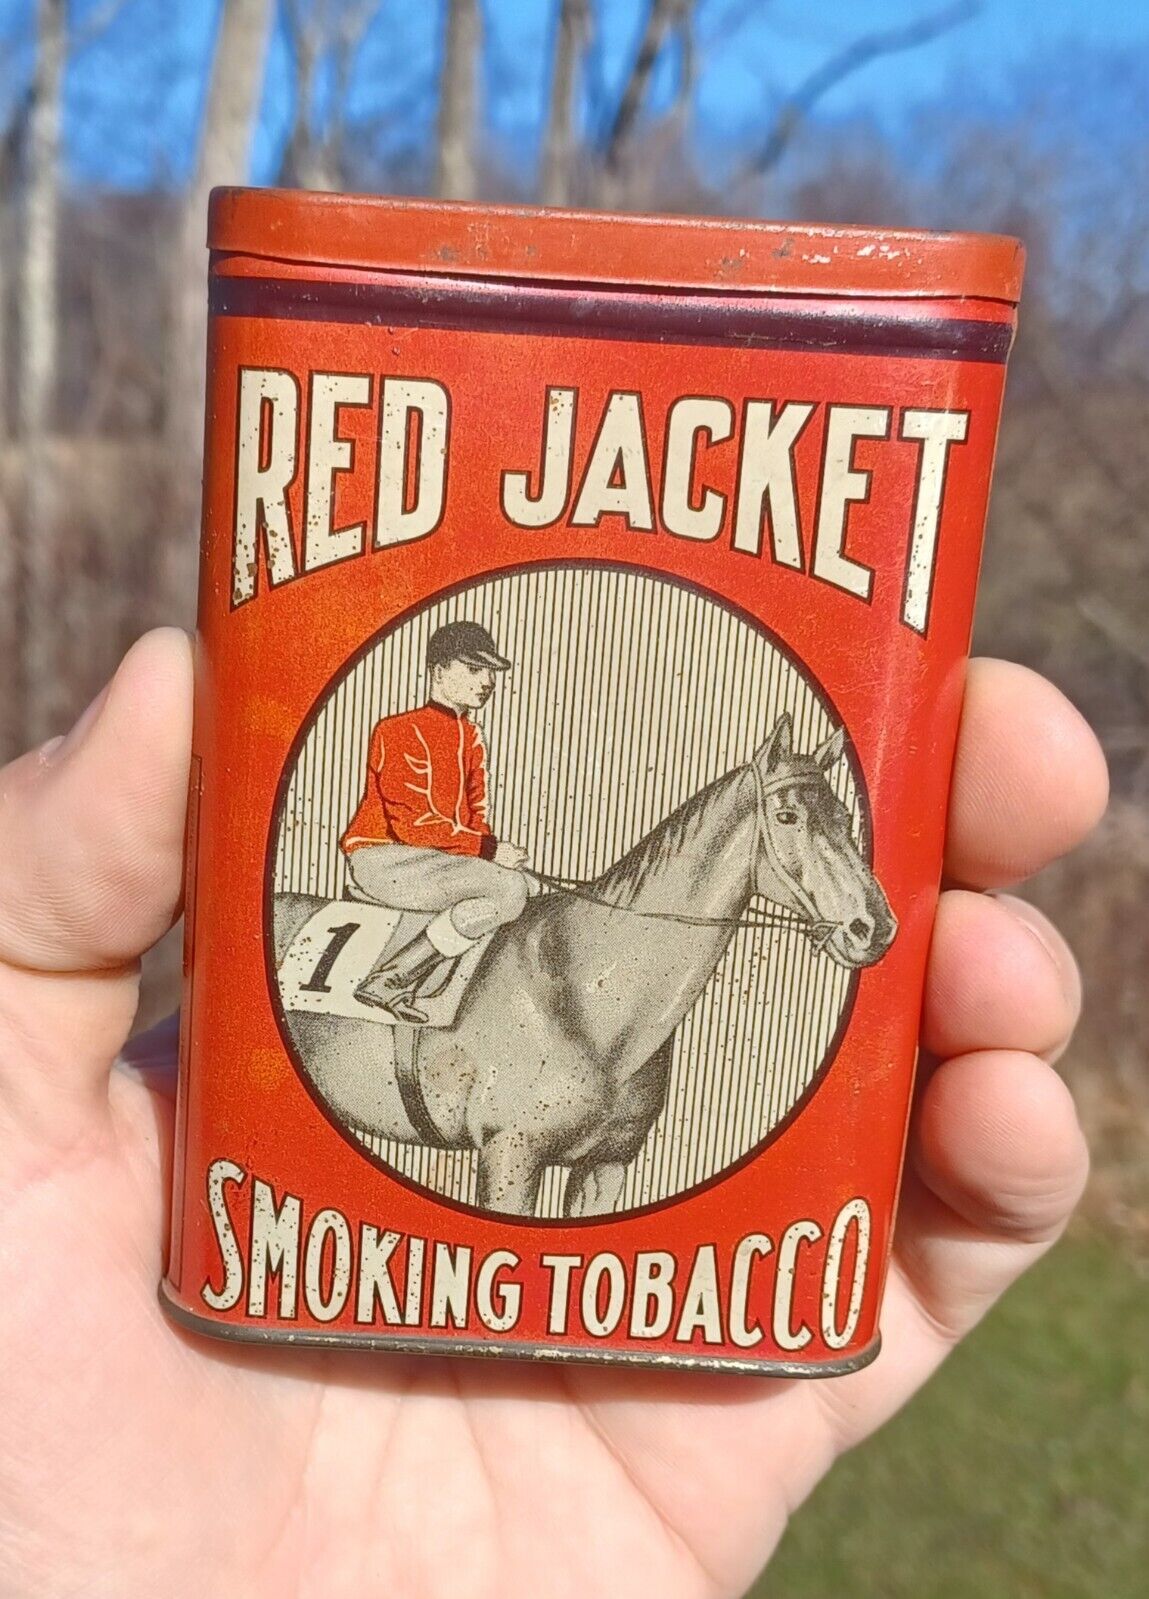 RED JACKET
1
SMOKING TOBACCO